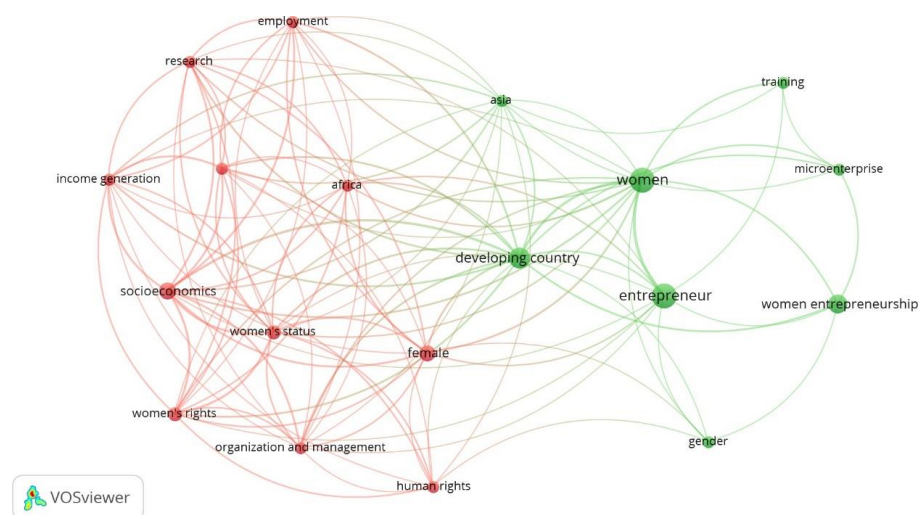 employment
research
asia
training
income generation
africa
women
microenterprise
developing country
socioeconomics
entrepreneur
women entrepreneurship
women's status
female
women's rights
organization and management
gender
human rights
VOSviewer